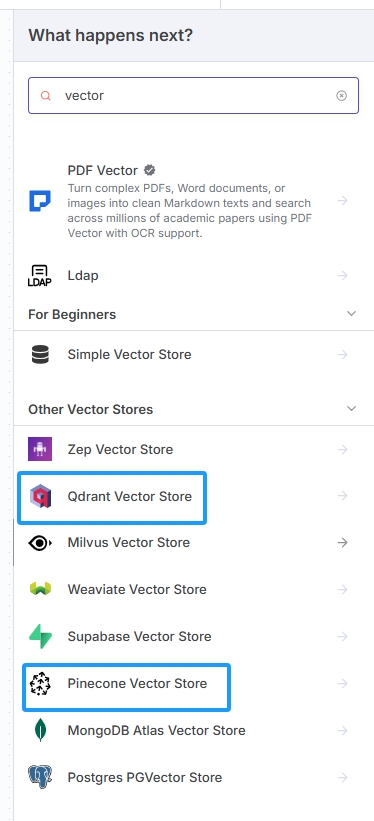 What happens next?
vector
PDF Vector
Turn complex PDFs, Word documents, or
images into clean Markdown texts and search
across millions of academic papers using PDF
Vector with OCR support.
LDAP
Ldap
For Beginners
Simple Vector Store
Other Vector Stores
Zep Vector Store
Qdrant Vector Store
Milvus Vector Store
Weaviate Vector Store
Supabase Vector Store
Pinecone Vector Store
MongoDB Atlas Vector Store
Postgres PGVector Store